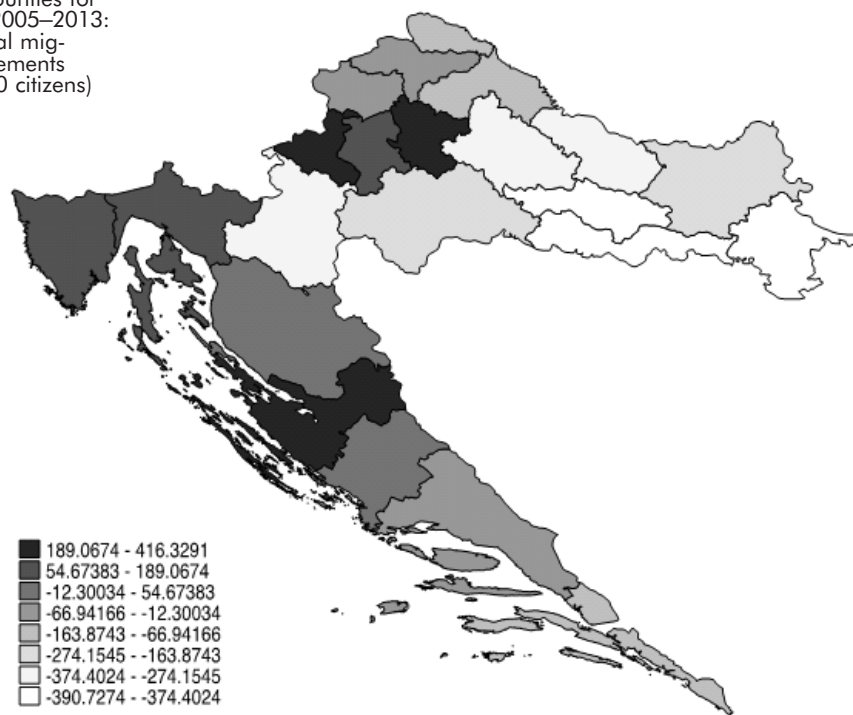 for
2005–2013:
al mig-
ements
0 citizens)
189.0674 - 416.3291
54.67383 - 189.0674
-12.30034 - 54.67383
-66.94166 - -12.30034
-163.8743 - -66.94166
-274.1545 - -163.8743
-374.4024 - -274.1545
-390.7274 - -374.4024